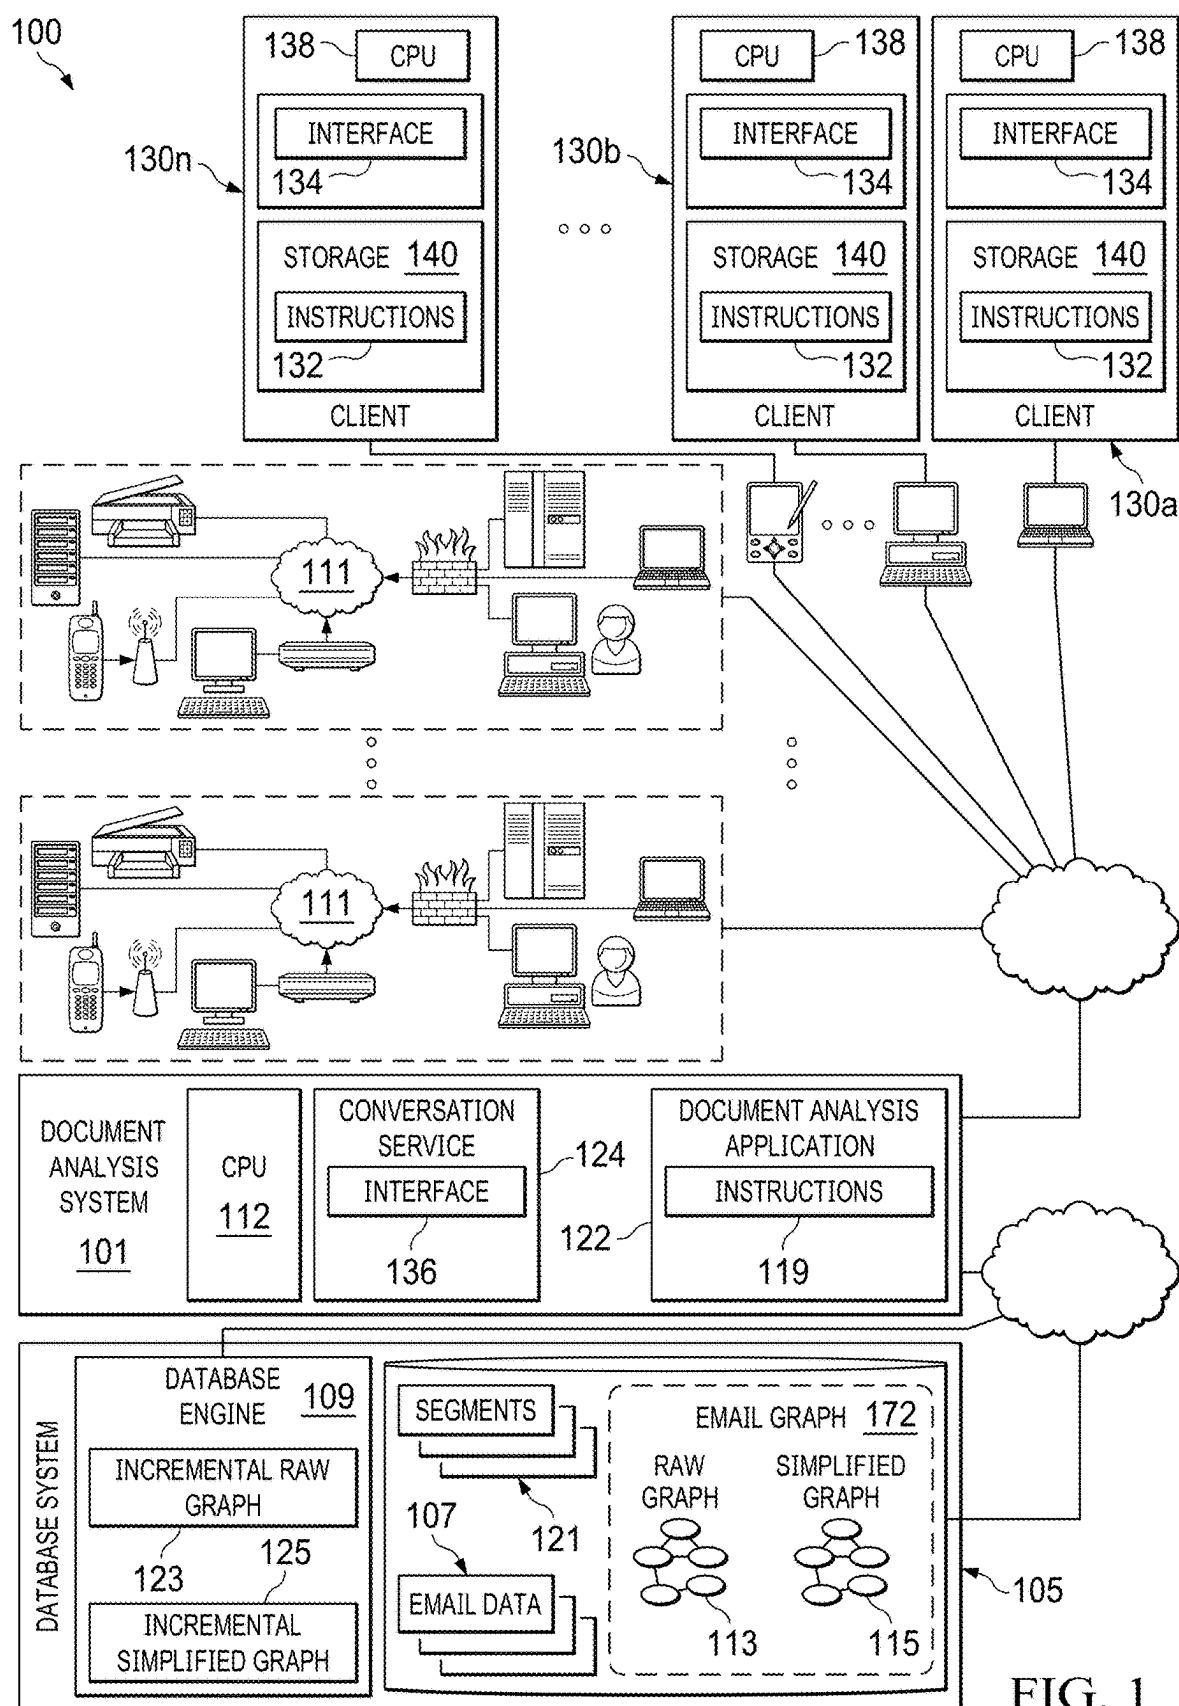 100
138
CPU
INTERFACE
134
130n
STORAGE 140
INSTRUCTIONS
132
CLIENT
130b
CPU
138
INTERFACE
134
STORAGE 140
INSTRUCTIONS
132
CLIENT
CPU
138
INTERFACE
134
STORAGE 140
INSTRUCTIONS
132
CLIENT
130a
111
111
DOCUMENT
ANALYSIS
SYSTEM
101
CPU
112
CONVERSATION
SERVICE
INTERFACE
136
124
DOCUMENT ANALYSIS
APPLICATION
INSTRUCTIONS
122
119
DATABASE SYSTEM
DATABASE
ENGINE 109
INCREMENTAL RAW
GRAPH
123
125
INCREMENTAL
SIMPLIFIED GRAPH
SEGMENTS
121
107
EMAIL DATA
EMAIL GRAPH 172
RAW
GRAPH
113
SIMPLIFIED
GRAPH
115
105
FIG. 1